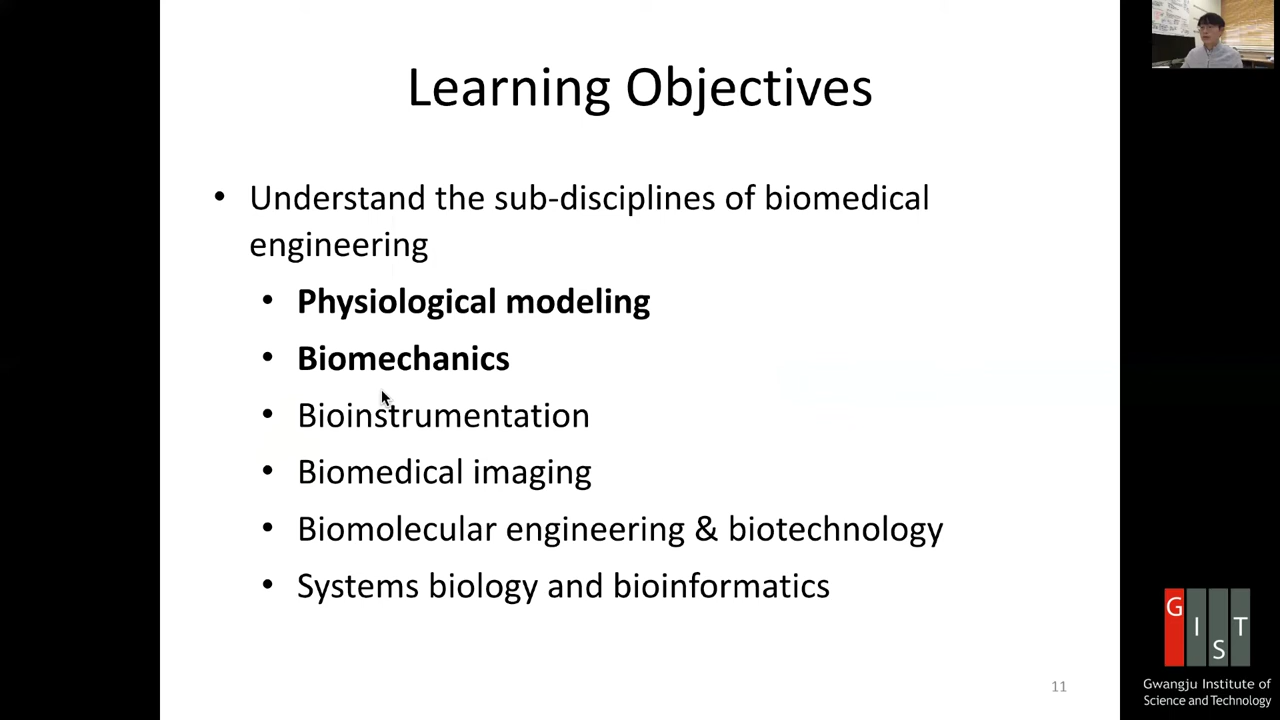 Learning Objectives
• Understand the sub-disciplines of biomedical
engineering
• Physiological modeling
• Biomechanics
• Bioinstrumentation
• Biomedical imaging
• Biomolecular engineering & biotechnology
• Systems biology and bioinformatics
11
GIST
Gwangju Institute of
Science and Technology